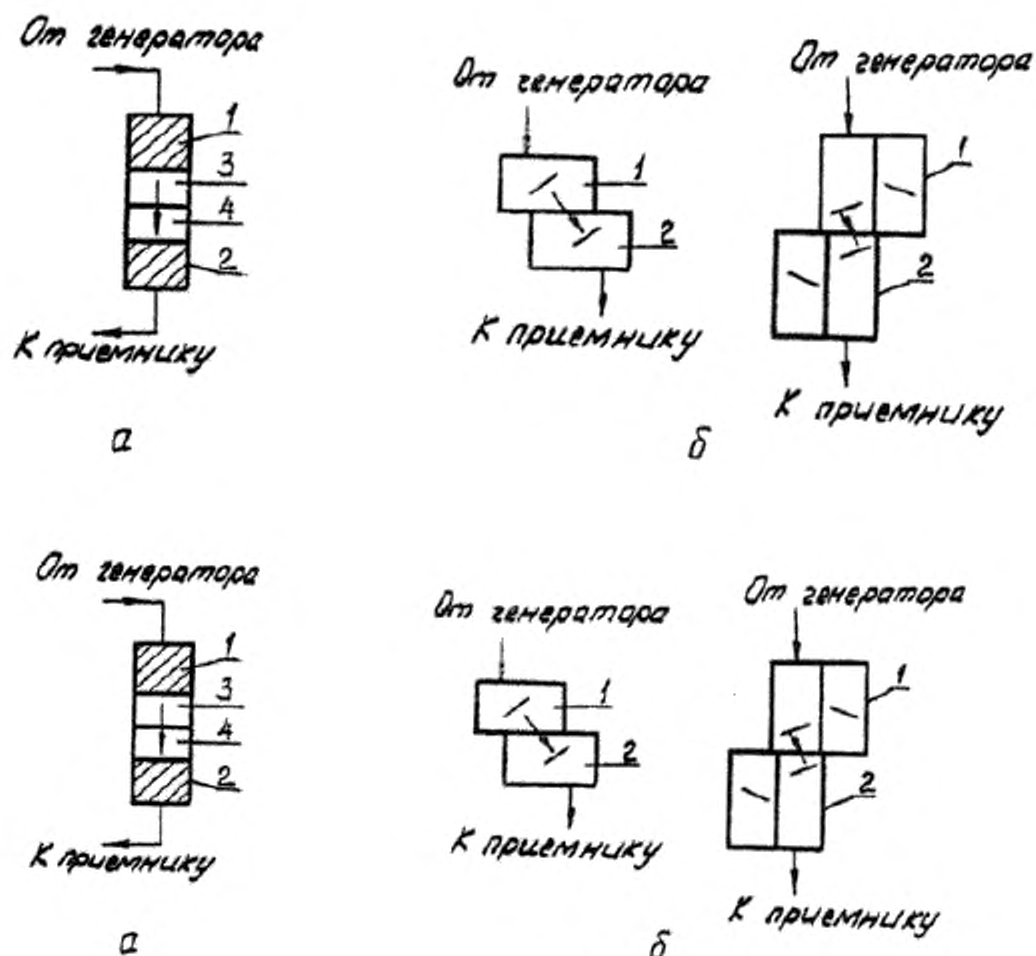 От генератора
1
3
4
2
К приемнику
а
От генератора
1
2
К приемнику
От генератора
1
2
К приемнику
б
От генератора
1
3
4
2
К приемнику
а
От генератора
1
2
К приемнику
От генератора
1
2
К приемнику
б